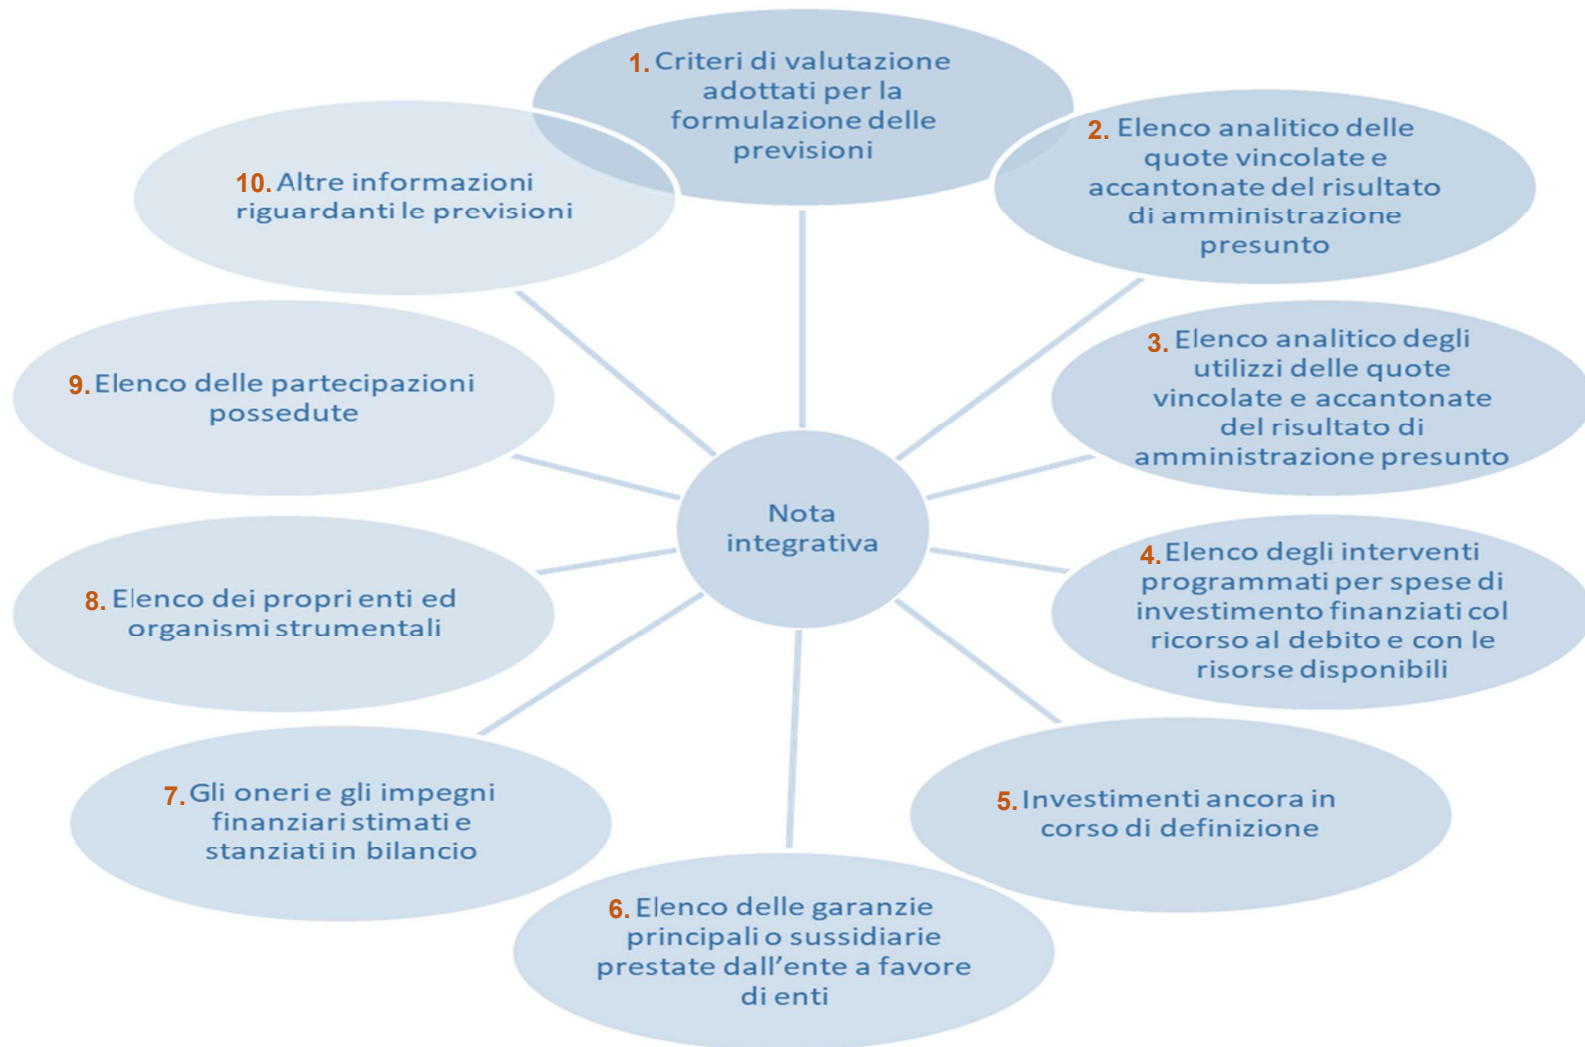 1. Criteri di valutazione
adottati per la
formulazione delle
previsioni
2. Elenco analitico delle
quote vincolate e
accantonate del risultato
di amministrazione
presunto
3. Elenco analitico degli
utilizzi delle quote
vincolate e accantonate
del risultato di
amministrazione presunto
4. Elenco degli interventi
programmati per spese di
investimento finanziati col
ricorso al debito e con le
risorse disponibili
5. Investimenti ancora in
corso di definizione
6. Elenco delle garanzie
principali o sussidiarie
prestate dall'ente a favore
di enti
7. Gli oneri e gli impegni
finanziari stimati e
stanziati in bilancio
8. Elenco dei propri enti ed
organismi strumentali
9. Elenco delle partecipazioni
possedute
10. Altre informazioni
riguardanti le previsioni
Nota
integrativa